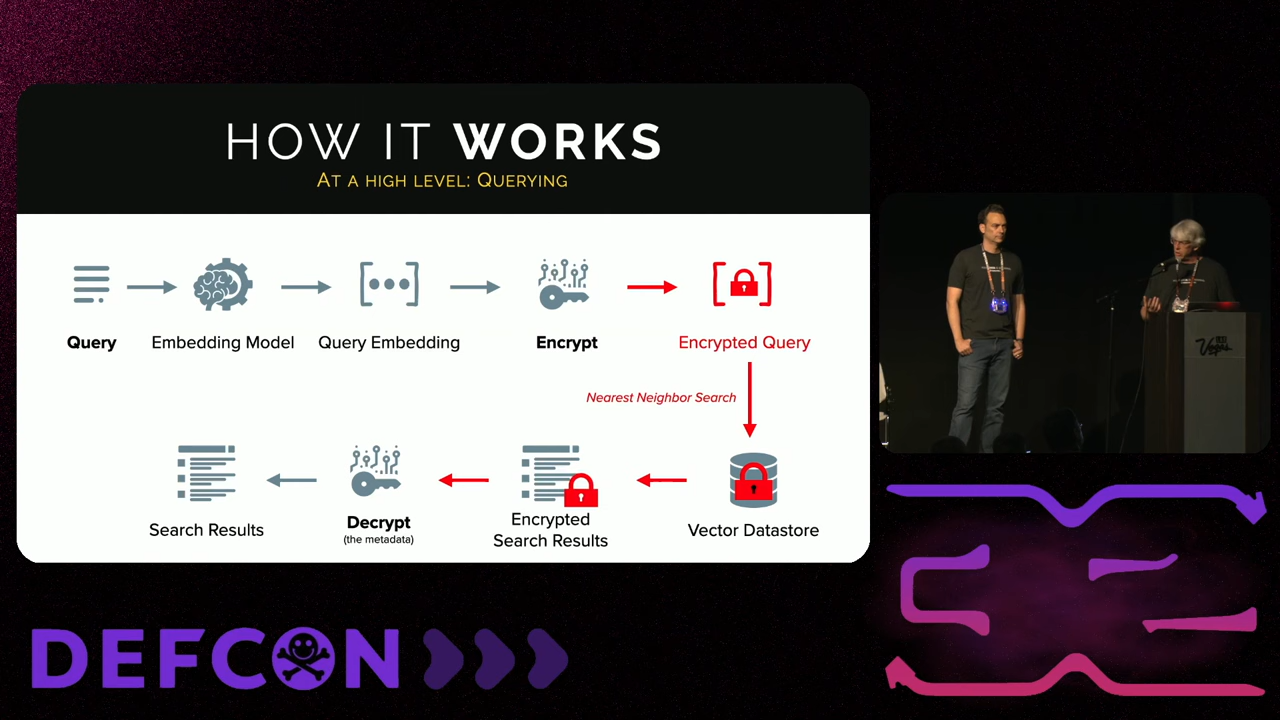 HOW IT WORKS
AT A HIGH LEVEL: QUERYING
Query
Embedding Model
Query Embedding
Encrypt
Encrypted Query
Nearest Neighbor Search
Search Results
Decrypt
(the metadata)
Encrypted
Search Results
Vector Datastore
Vegas
DEFCON